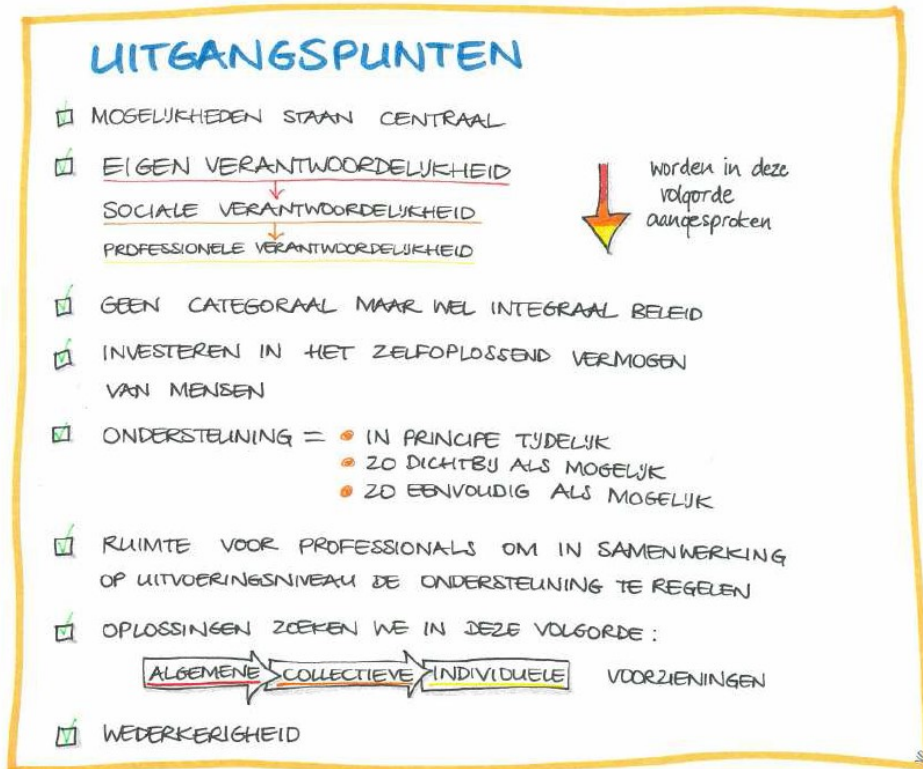 UITGANGSPUNTEN
MOGELIJKHEDEN STAAN CENTRAAL
EIGEN VERANTWOORDELIJKHEID
SOCIALE VERANTWOORDELIJKHEID
PROFESSIONELE VERANTWOORDELIJKHEID
worden in deze
volgorde
aangesproken
GEEN CATEGORAAL MAAR WEL INTEGRAAL BELEID
INVESTEREN IN HET ZELFOPLOSSEND VERMOGEN
VAN MENSEN
ONDERSTEUNING = • IN PRINCIPE TIJDELIJK
• ZO DICHTBIJ ALS MOGELIJK
• ZO EENVOUDIG ALS MOGELIJK
RUIMTE VOOR PROFESSIONALS OM IN SAMENWERKING
OP UITVOERINGSNIVEAU DE ONDERSTEUNING TE REGELEN
OPLOSSINGEN ZOEKEN WE IN DEZE VOLGORDE:
ALGEMENE COLLECTIEVE INDIVIDUELE VOORZIENINGEN
WEDERKERIGHEID